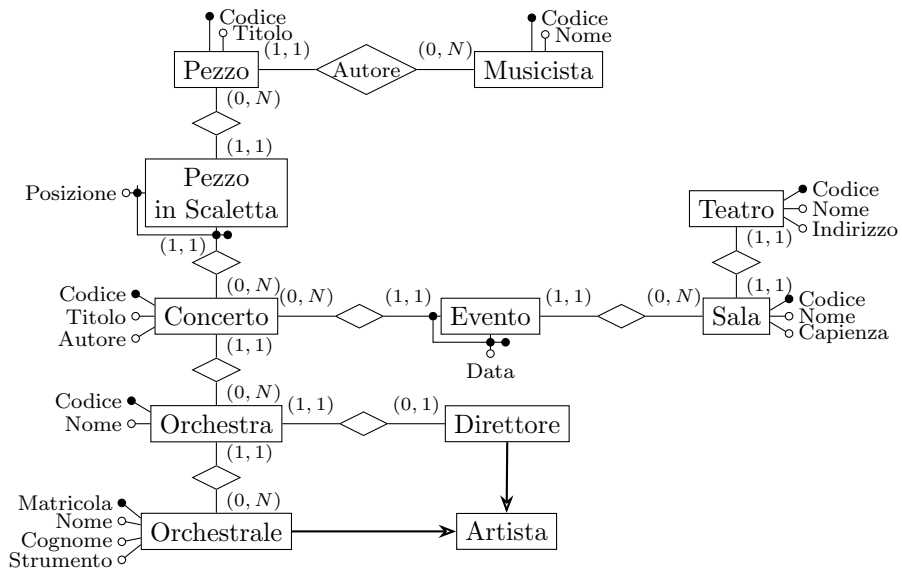 Codice
Titolo
Codice
Nome
Pezzo
(1, 1)
Autore
(0, N)
Musicista
(0, N)
(1, 1)
Posizione
Pezzo
in Scaletta
(1, 1)
Teatro
Codice
Nome
Indirizzo
(1, 1)
(0, N)
(1, 1)
Codice
Titolo
Autore
Concerto
(0, N)
(1, 1)
Evento
(1, 1)
(0, N)
Sala
Codice
Nome
Capienza
Data
(1, 1)
(0, N)
Codice
Nome
Orchestra
(1, 1)
(0, 1)
Direttore
(1, 1)
(0, N)
Matricola
Nome
Cognome
Strumento
Orchestrale
Artista